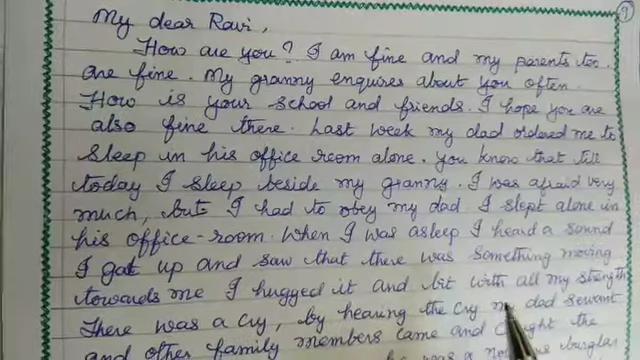 9
My dear Ravi,
How are you? I am fine and my parents too
are fine. My granny enquires about you often.
How is your school and friends. I hope you are
also fine there. Last week my dad ordered me to
sleep in his office room alone. You know that till
today I sleep beside my granny. I was afraid very
much, but I had to obey my dad. I slept alone in
his office-room. When I was asleep I heard a sound
I got up and saw that there was something moving
towards me I hugged it and bit with all my strength
There was a cry, by hearing the cry my dad servant
and other family members came and caught the
was a burglar